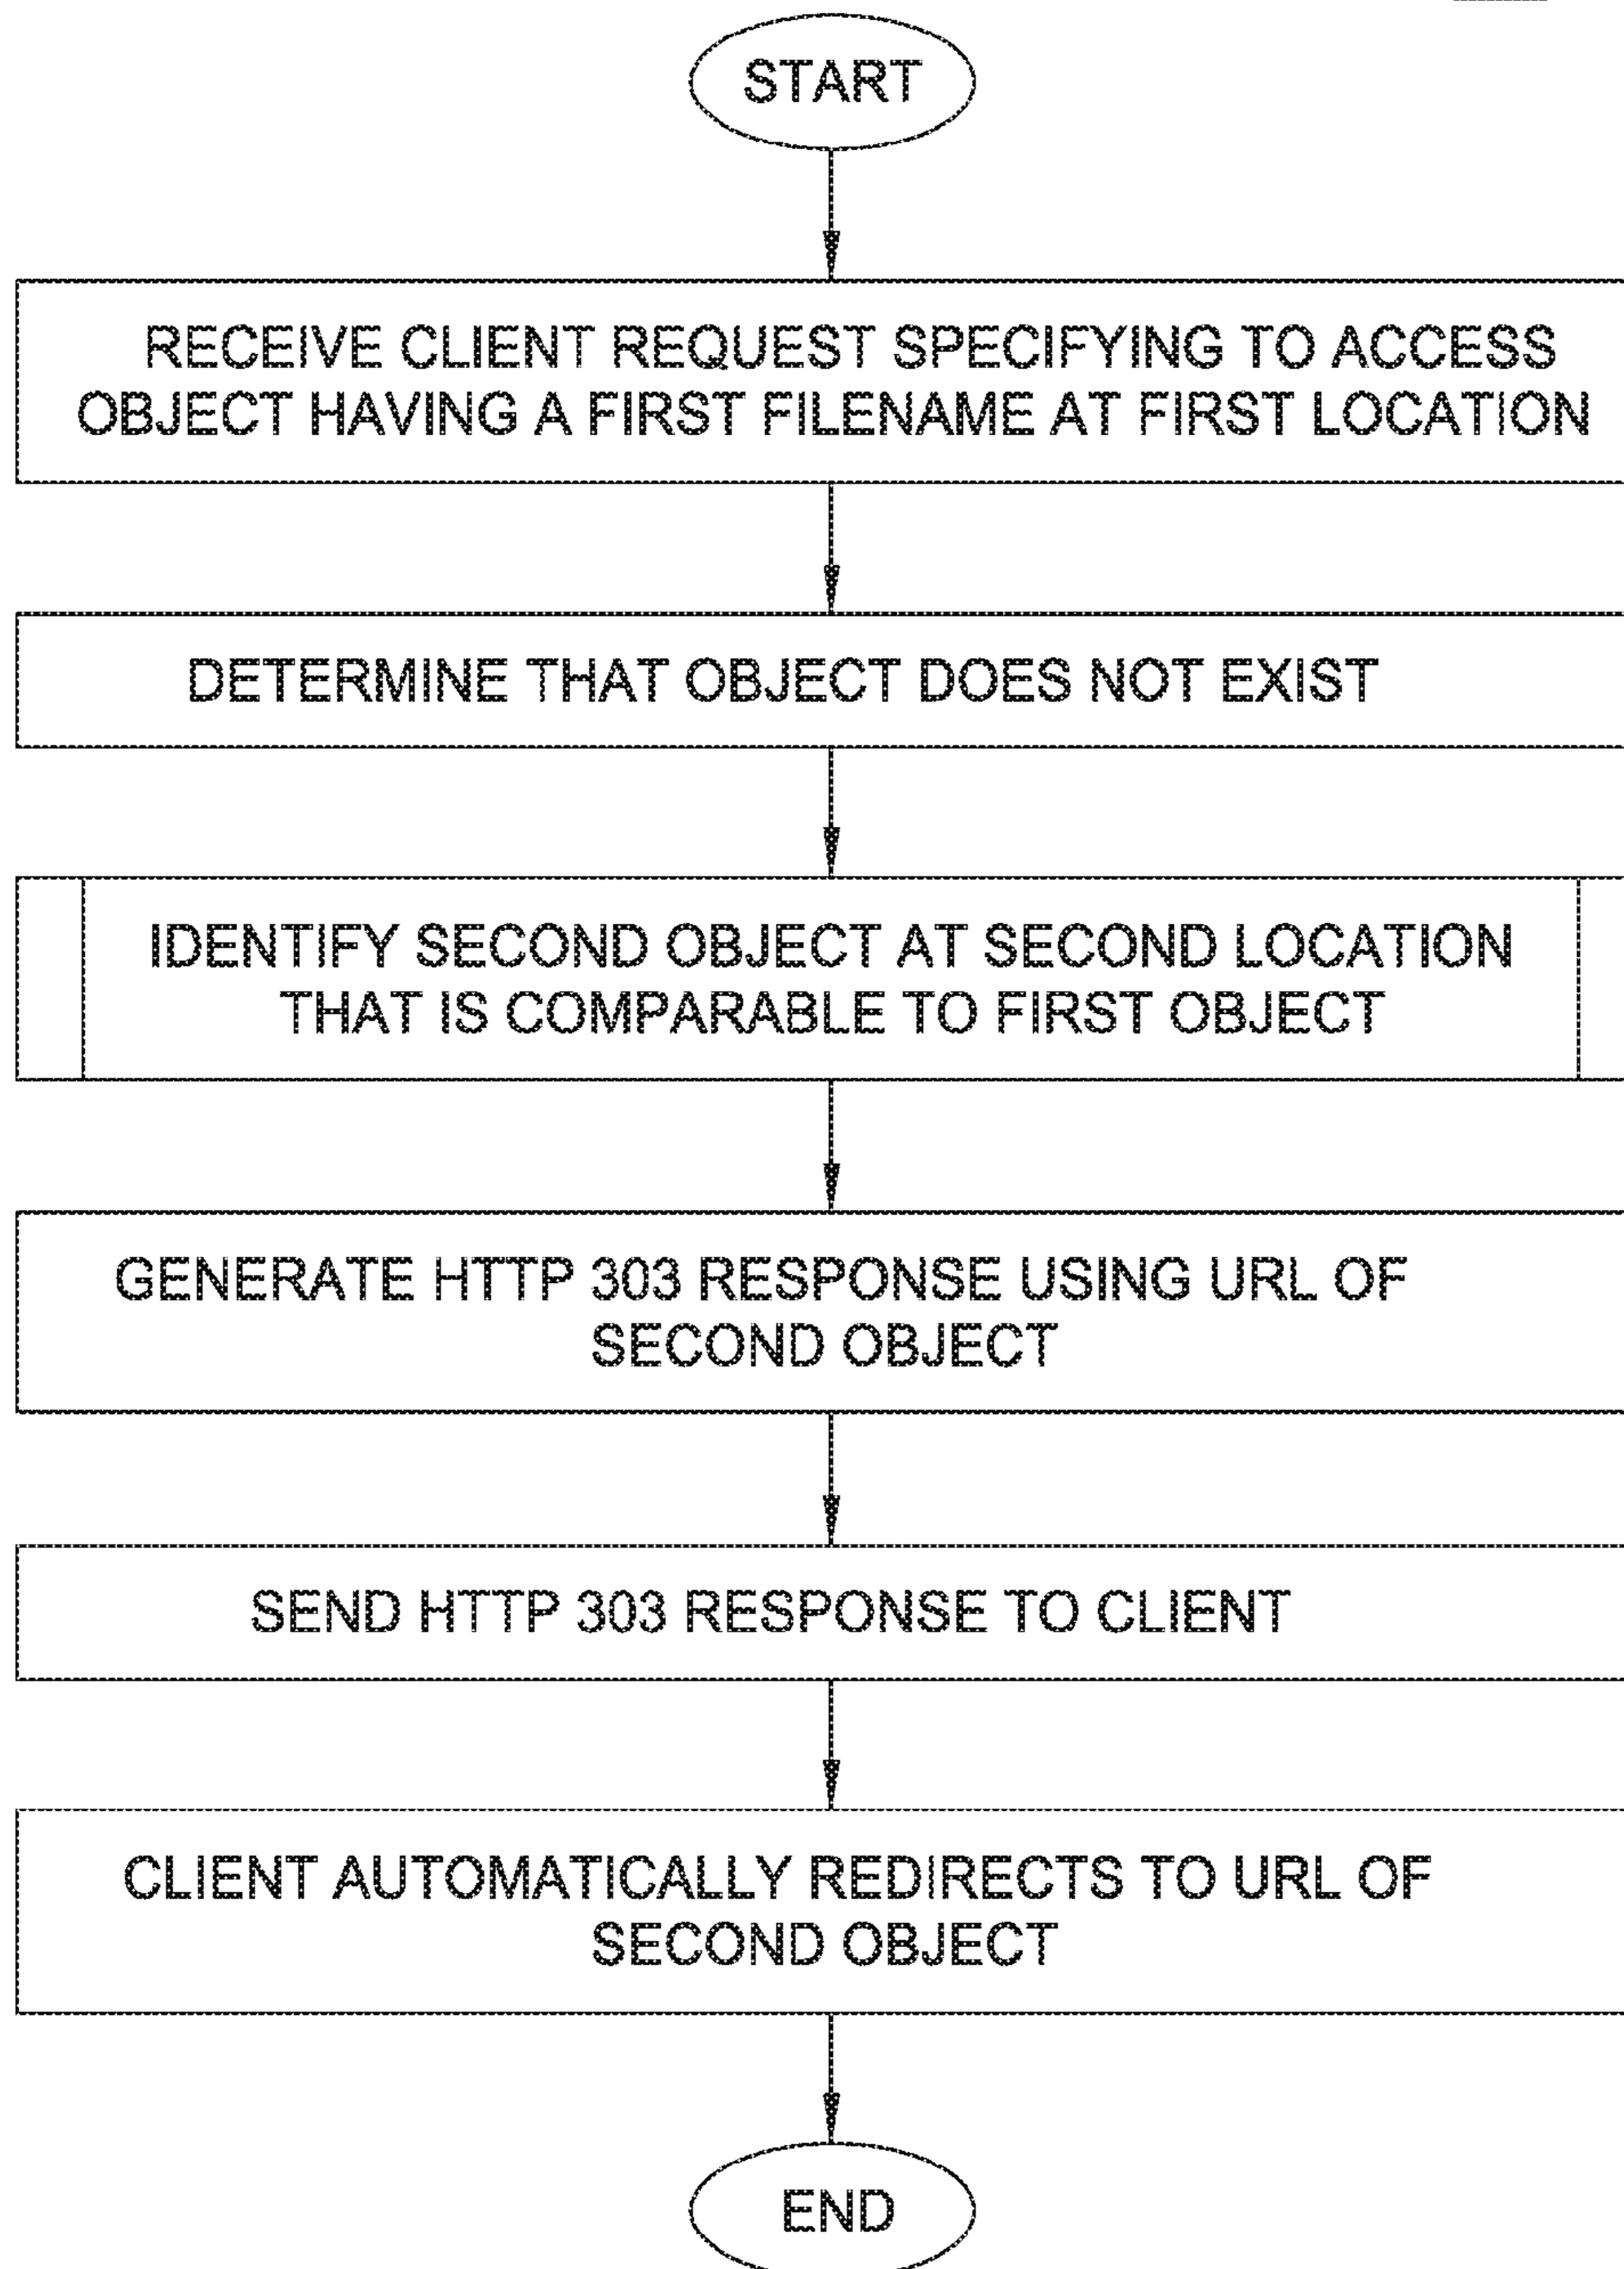 START
RECEIVE CLIENT REQUEST SPECIFYING TO ACCESS
OBJECT HAVING A FIRST FILENAME AT FIRST LOCATION
DETERMINE THAT OBJECT DOES NOT EXIST
IDENTIFY SECOND OBJECT AT SECOND LOCATION
THAT IS COMPARABLE TO FIRST OBJECT
GENERATE HTTP 303 RESPONSE USING URL OF
SECOND OBJECT
SEND HTTP 303 RESPONSE TO CLIENT
CLIENT AUTOMATICALLY REDIRECTS TO URL OF
SECOND OBJECT
END